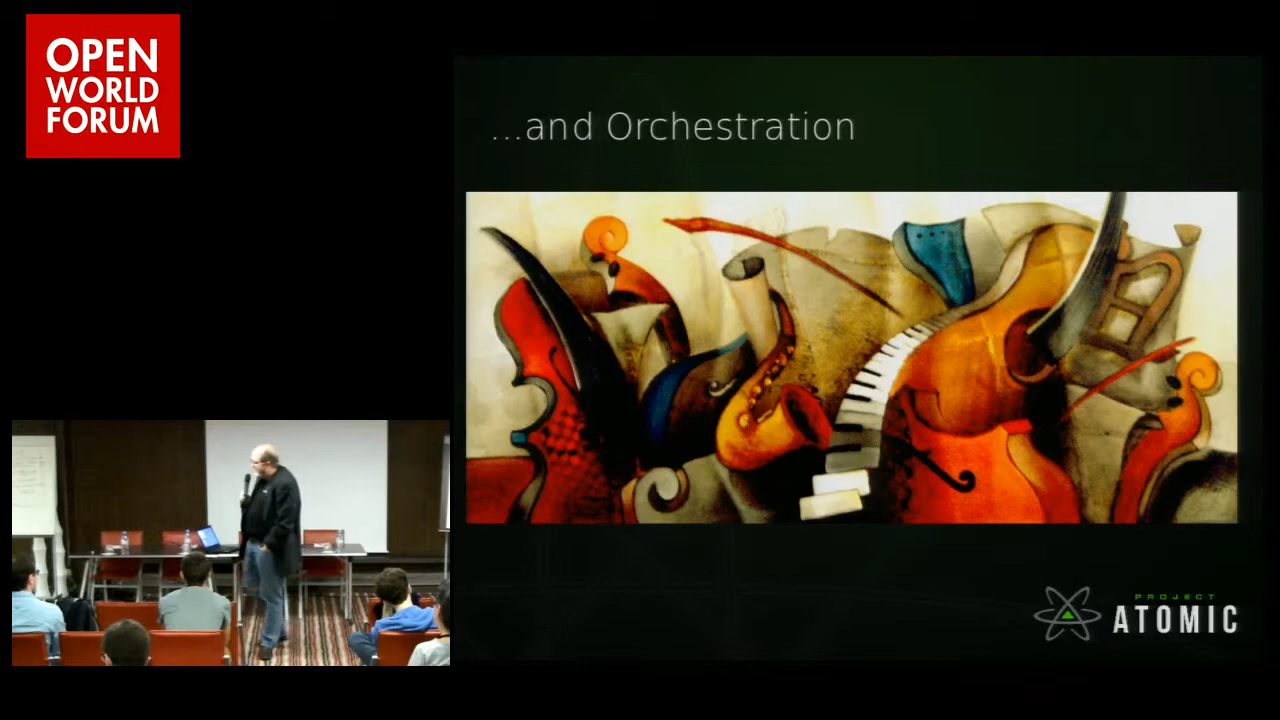 OPEN
WORLD
FORUM
...and Orchestration
PROJECT
ATOMIC